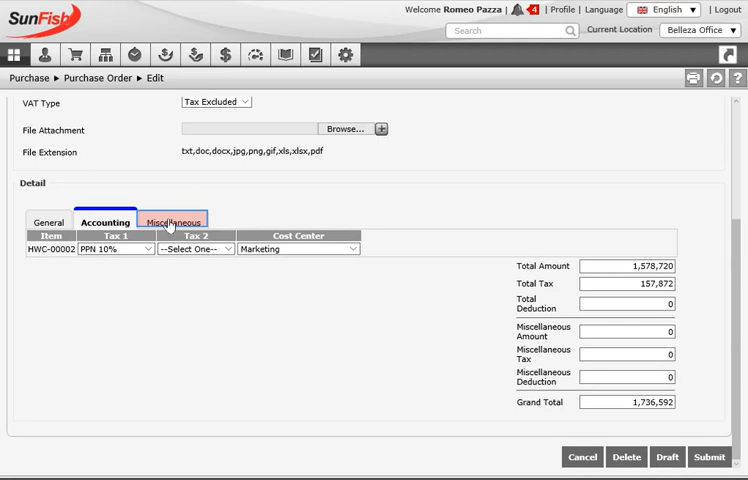 SunFish
Welcome Romeo Pazza 4 Profile Language English Logout
Search Current Location Belleza Office
Purchase Purchase Order Edit ?
VAT Type Tax Excluded
File Attachment Browse... +
File Extension txt,doc,docx,jpg,png,gif,xls,xlsx,pdf
Detail
General Accounting Miscellaneous
Item Tax 1 Tax 2 Cost Center
HWC-00002 PPN 10% --Select One-- Marketing
Total Amount 1,578,720
Total Tax 157,872
Total
Deduction 0
Miscellaneous
Amount 0
Miscellaneous
Tax 0
Miscellaneous
Deduction 0
Grand Total 1,736,592
Cancel Delete Draft Submit